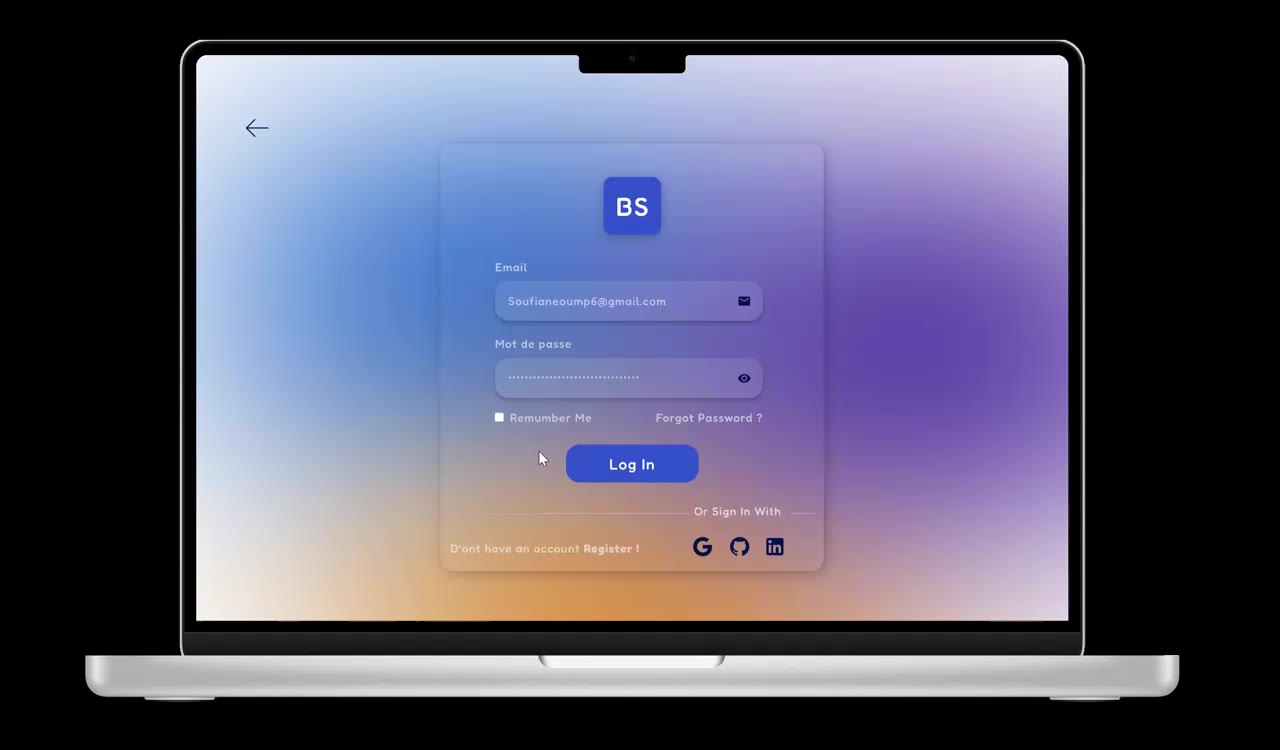 BS
Email
Soufianeoump6@gmail.com
Mot de passe
Remumber Me
Forgot Password ?
Log In
Or Sign In With
D'ont have an account Register !
G
in